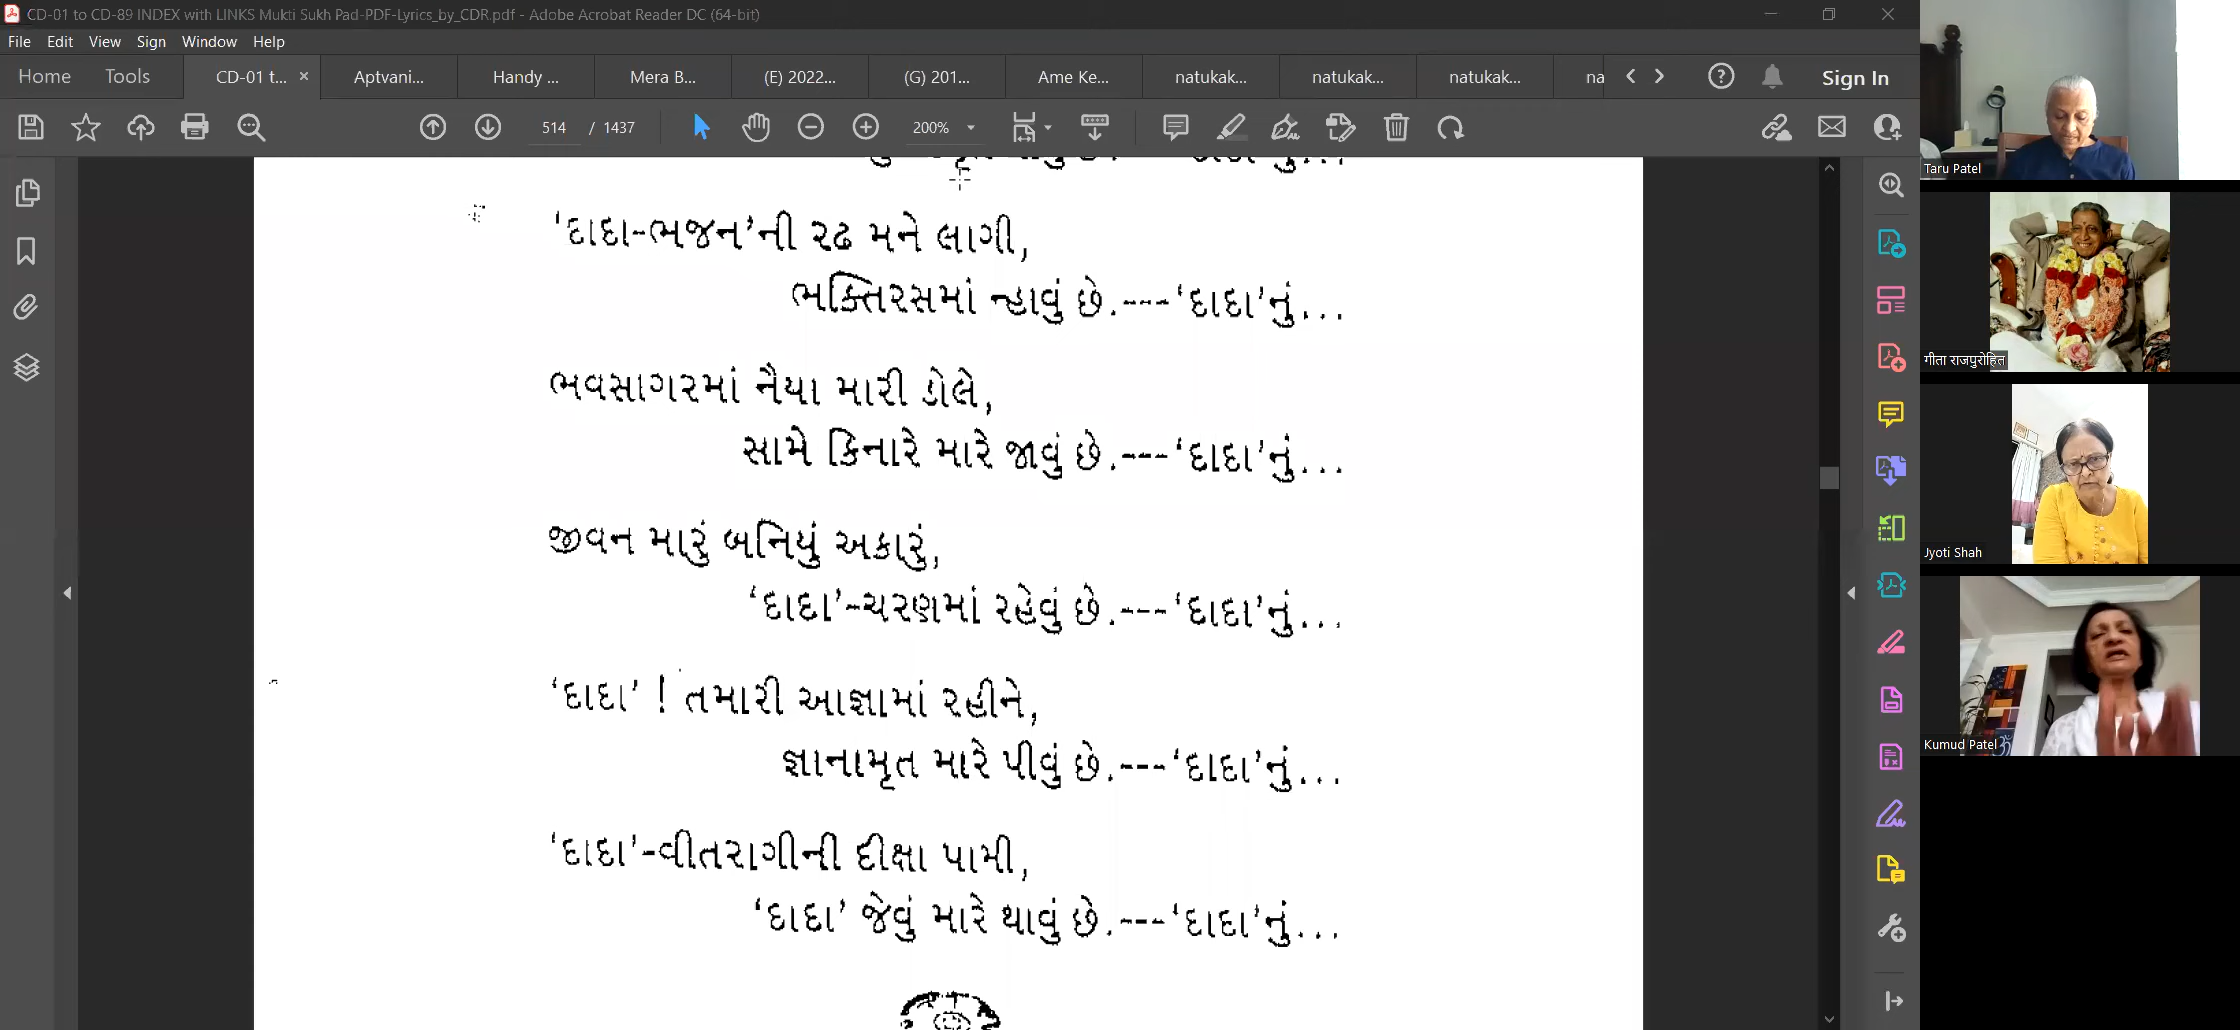 CD-01 to CD-89 INDEX with LINKS Mukti Sukh Pad-PDF-Lyrics_by_CDR.pdf - Adobe Acrobat Reader DC (64-bit)
File Edit View Sign Window Help
Home Tools CD-01 t... × Aptvani... Handy ... Mera B... (E) 2022... (G) 201... Ame Ke... natukak... natukak... natukak... na Sign In
514 / 1437 200%
‘દાદા-ભજન’ની રઢ મને લાગી,
ભક્તિરસમાં ન્હાવું છે.---‘દાદા’નું...
ભવસાગરમાં નૈયા મારી ડોલે,
સામે કિનારે મારે જાવું છે.---‘દાદા’નું...
જીવન મારું બનિયું અકારું,
‘દાદા’-ચરણમાં રહેવું છે.---‘દાદા’નું...
‘દાદા’ ! તમારી આજ્ઞામાં રહીને,
જ્ઞાનામૃત મારે પીવું છે.---‘દાદા’નું...
‘દાદા’-વીતરાગીની દીક્ષા પામી,
‘દાદા’ જેવું મારે થાવું છે.---‘દાદા’નું...
Taru Patel
गीता राजपुरोहित
Jyoti Shah
Kumud Patel